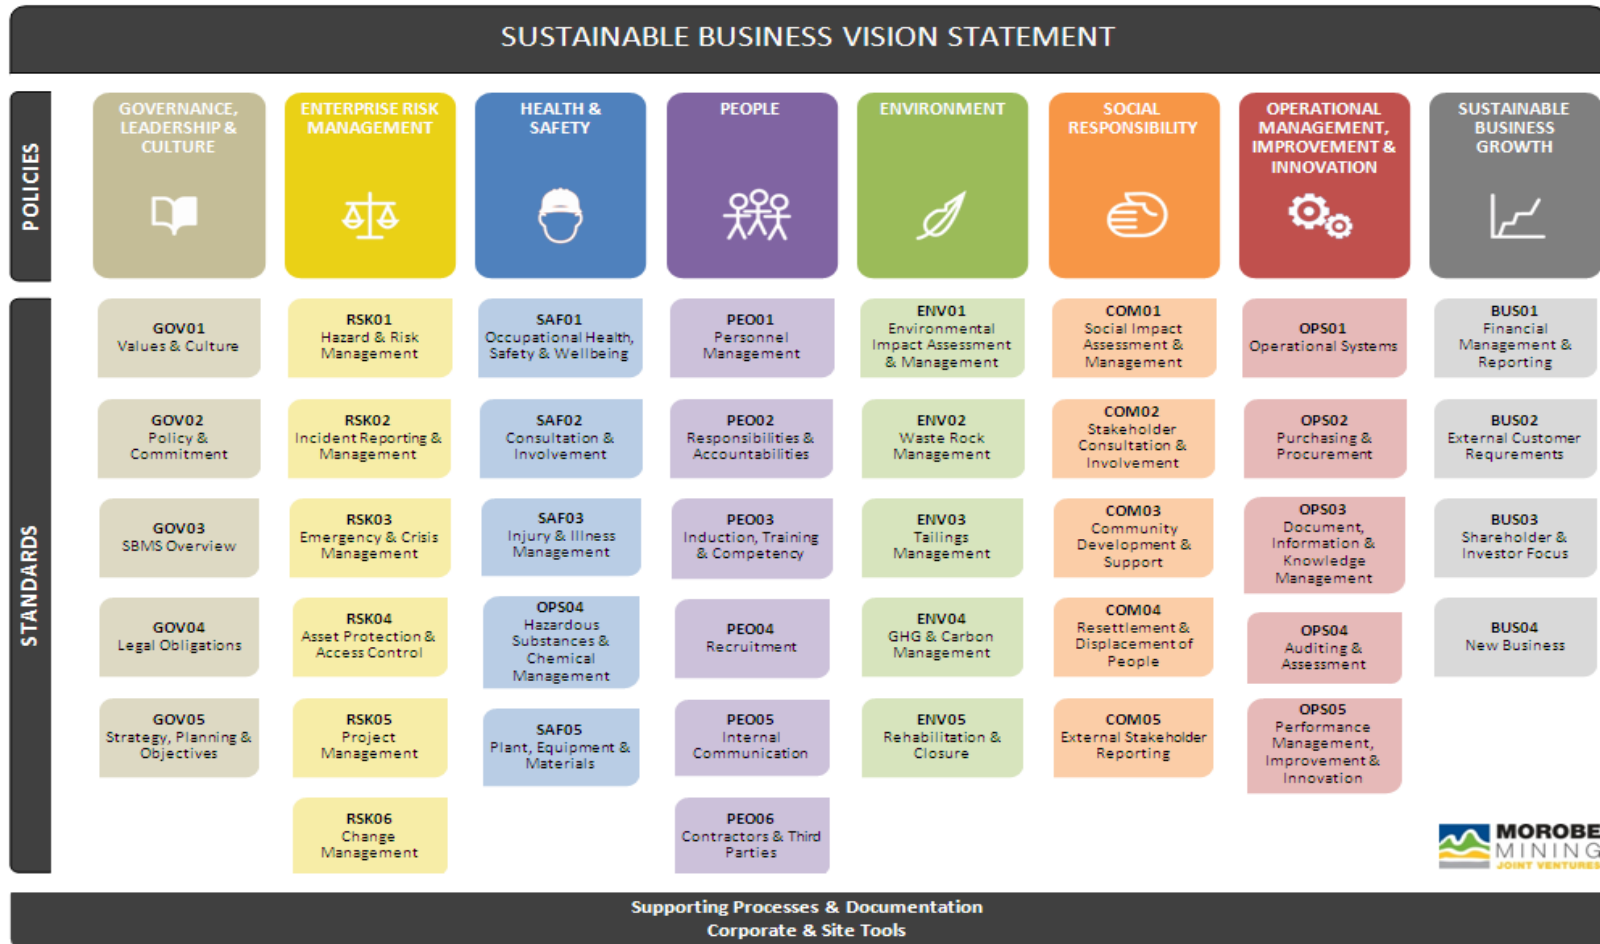 SUSTAINABLE BUSINESS VISION STATEMENT
POLICIES
GOVERNANCE,
LEADERSHIP &
CULTURE
ENTERPRISE RISK
MANAGEMENT
HEALTH &
SAFETY
PEOPLE
ENVIRONMENT
SOCIAL
RESPONSIBILITY
OPERATIONAL
MANAGEMENT,
IMPROVEMENT &
INNOVATION
SUSTAINABLE
BUSINESS
GROWTH
STANDARDS
GOV01
Values & Culture
RSK01
Hazard & Risk
Management
SAF01
Occupational Health,
Safety & Wellbeing
PEO01
Personnel
Management
ENV01
Environmental
Impact Assessment
& Management
COM01
Social Impact
Assessment &
Management
OPS01
Operational Systems
BUS01
Financial
Management &
Reporting
GOV02
Policy &
Commitment
RSK02
Incident Reporting &
Management
SAF02
Consultation &
Involvement
PEO02
Responsibilities &
Accountabilities
ENV02
Waste Rock
Management
COM02
Stakeholder
Consultation &
Involvement
OPS02
Purchasing &
Procurement
BUS02
External Customer
Requrements
GOV03
SBMS Overview
RSK03
Emergency & Crisis
Management
SAF03
Injury & Illness
Management
PEO03
Induction, Training
& Competency
ENV03
Tailings
Management
COM03
Community
Development &
Support
OPS03
Document,
Information &
Knowledge
Management
BUS03
Shareholder &
Investor Focus
GOV04
Legal Obligations
RSK04
Asset Protection &
Access Control
OPS04
Hazardous
Substances &
Chemical
Management
PEO04
Recruitment
ENV04
GHG & Carbon
Management
COM04
Resettlement &
Displacement of
People
OPS04
Auditing &
Assessment
BUS04
New Business
GOV05
Strategy, Planning &
Objectives
RSK05
Project
Management
SAF05
Plant, Equipment &
Materials
PEO05
Internal
Communication
ENV05
Rehabilitation &
Closure
COM05
External Stakeholder
Reporting
OPS05
Performance
Management,
Improvement &
Innovation
RSK06
Change
Management
PEO06
Contractors & Third
Parties
MOROBE
MINING
JOINT VENTURES
Supporting Processes & Documentation
Corporate & Site Tools